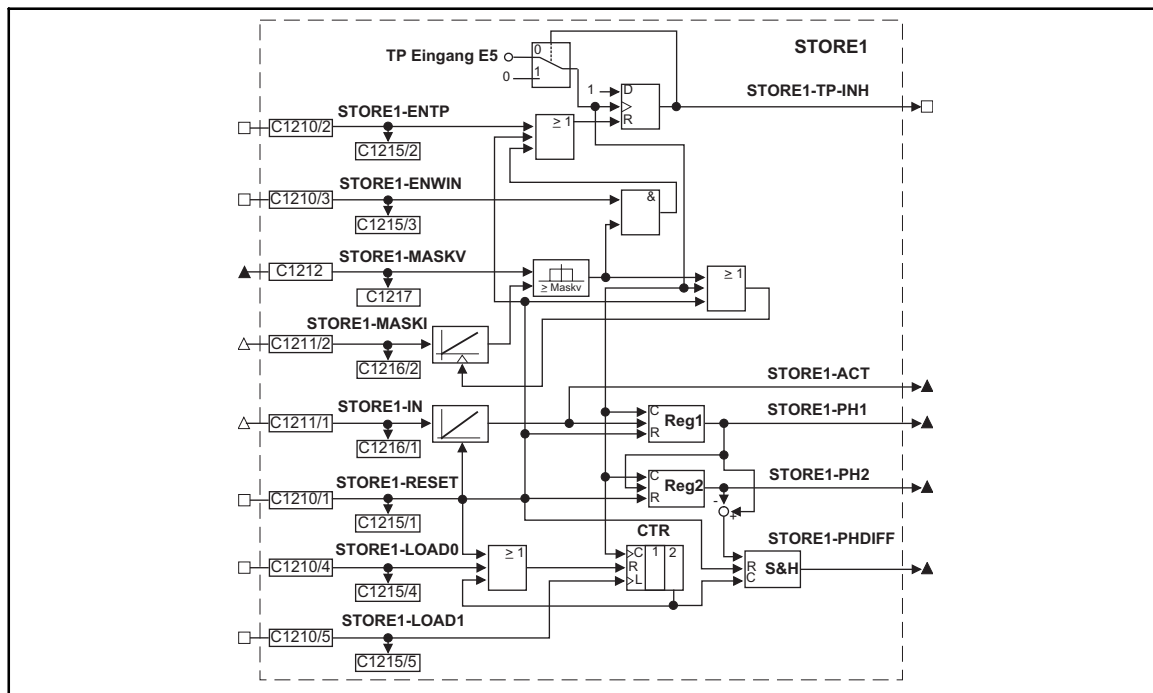 STORE1
TP Eingang E5
0
1
0
1
D
R
STORE1-TP-INH
STORE1-ENTP
C1210/2
C1215/2
≥ 1
STORE1-ENWIN
C1210/3
C1215/3
&
STORE1-MASKV
C1212
C1217
≥ Maskv
≥ 1
STORE1-MASKI
C1211/2
C1216/2
STORE1-ACT
STORE1-IN
C1211/1
C1216/1
C
R
Reg1
STORE1-PH1
STORE1-RESET
C1210/1
C1215/1
C
R
Reg2
STORE1-PH2
-
+
CTR
STORE1-PHDIFF
STORE1-LOAD0
C1210/4
C1215/4
≥ 1
C
R
L
1 2
R
C
S&H
STORE1-LOAD1
C1210/5
C1215/5